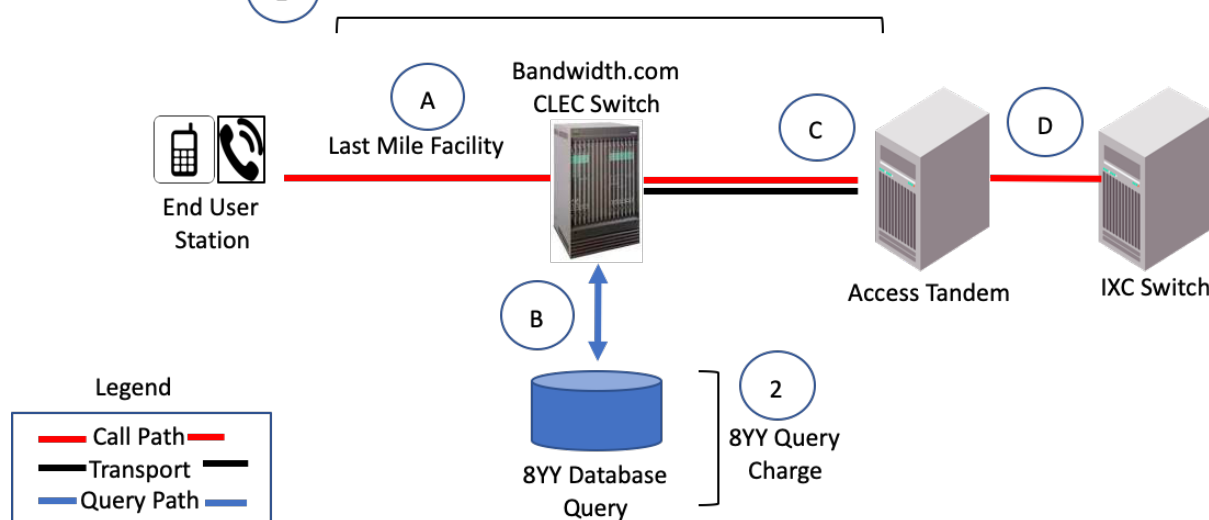 Bandwidth.com
CLEC Switch
A
C
D
Last Mile Facility
End User
Station
Access Tandem
IXC Switch
B
Legend
2
Call Path
8YY Query
Charge
Transport
8YY Database
Query
Query Path